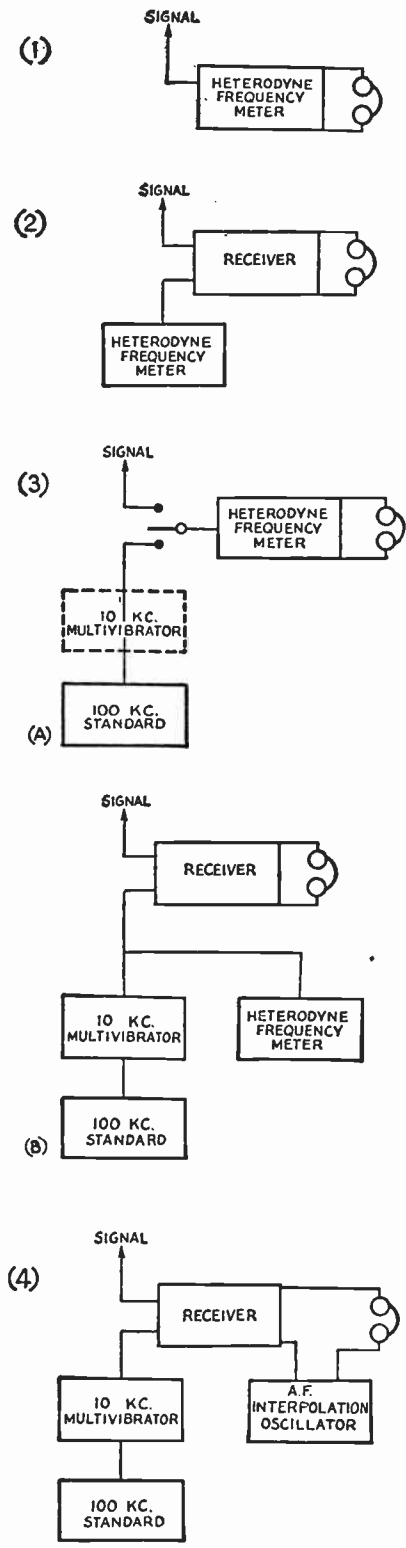 (1)
SIGNAL
HETERODYNE
FREQUENCY
METER
(2)
SIGNAL
RECEIVER
HETERODYNE
FREQUENCY
METER
(3)
SIGNAL
HETERODYNE
FREQUENCY
METER
10 KC.
MULTIVIBRATOR
100 KC.
STANDARD
(A)
SIGNAL
RECEIVER
10 KC.
MULTIVIBRATOR
HETERODYNE
FREQUENCY
METER
100 KC.
STANDARD
(B)
(4)
SIGNAL
RECEIVER
10 KC.
MULTIVIBRATOR
A.F.
INTERPOLATION
OSCILLATOR
100 KC.
STANDARD